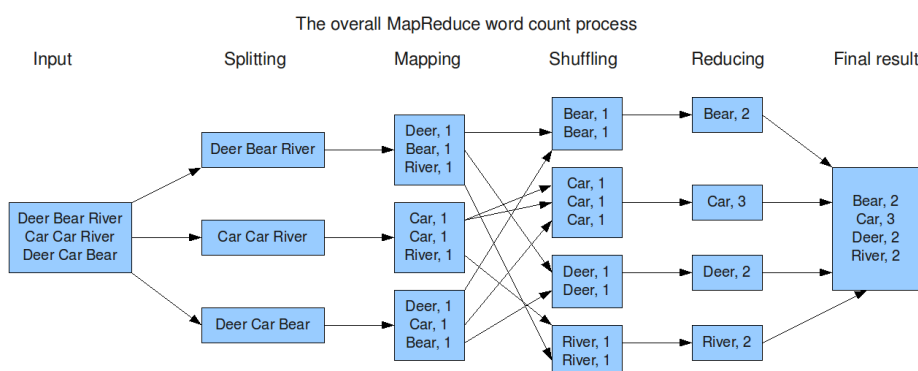 The overall MapReduce word count process
Input
Splitting
Mapping
Shuffling
Reducing
Final result
Deer Bear River
Car Car River
Deer Car Bear
Deer Bear River
Car Car River
Deer Car Bear
Deer, 1
Bear, 1
River, 1
Car, 1
Car, 1
River, 1
Deer, 1
Car, 1
Bear, 1
Bear, 1
Bear, 1
Car, 1
Car, 1
Car, 1
Deer, 1
Deer, 1
River, 1
River, 1
Bear, 2
Car, 3
Deer, 2
River, 2
Bear, 2
Car, 3
Deer, 2
River, 2